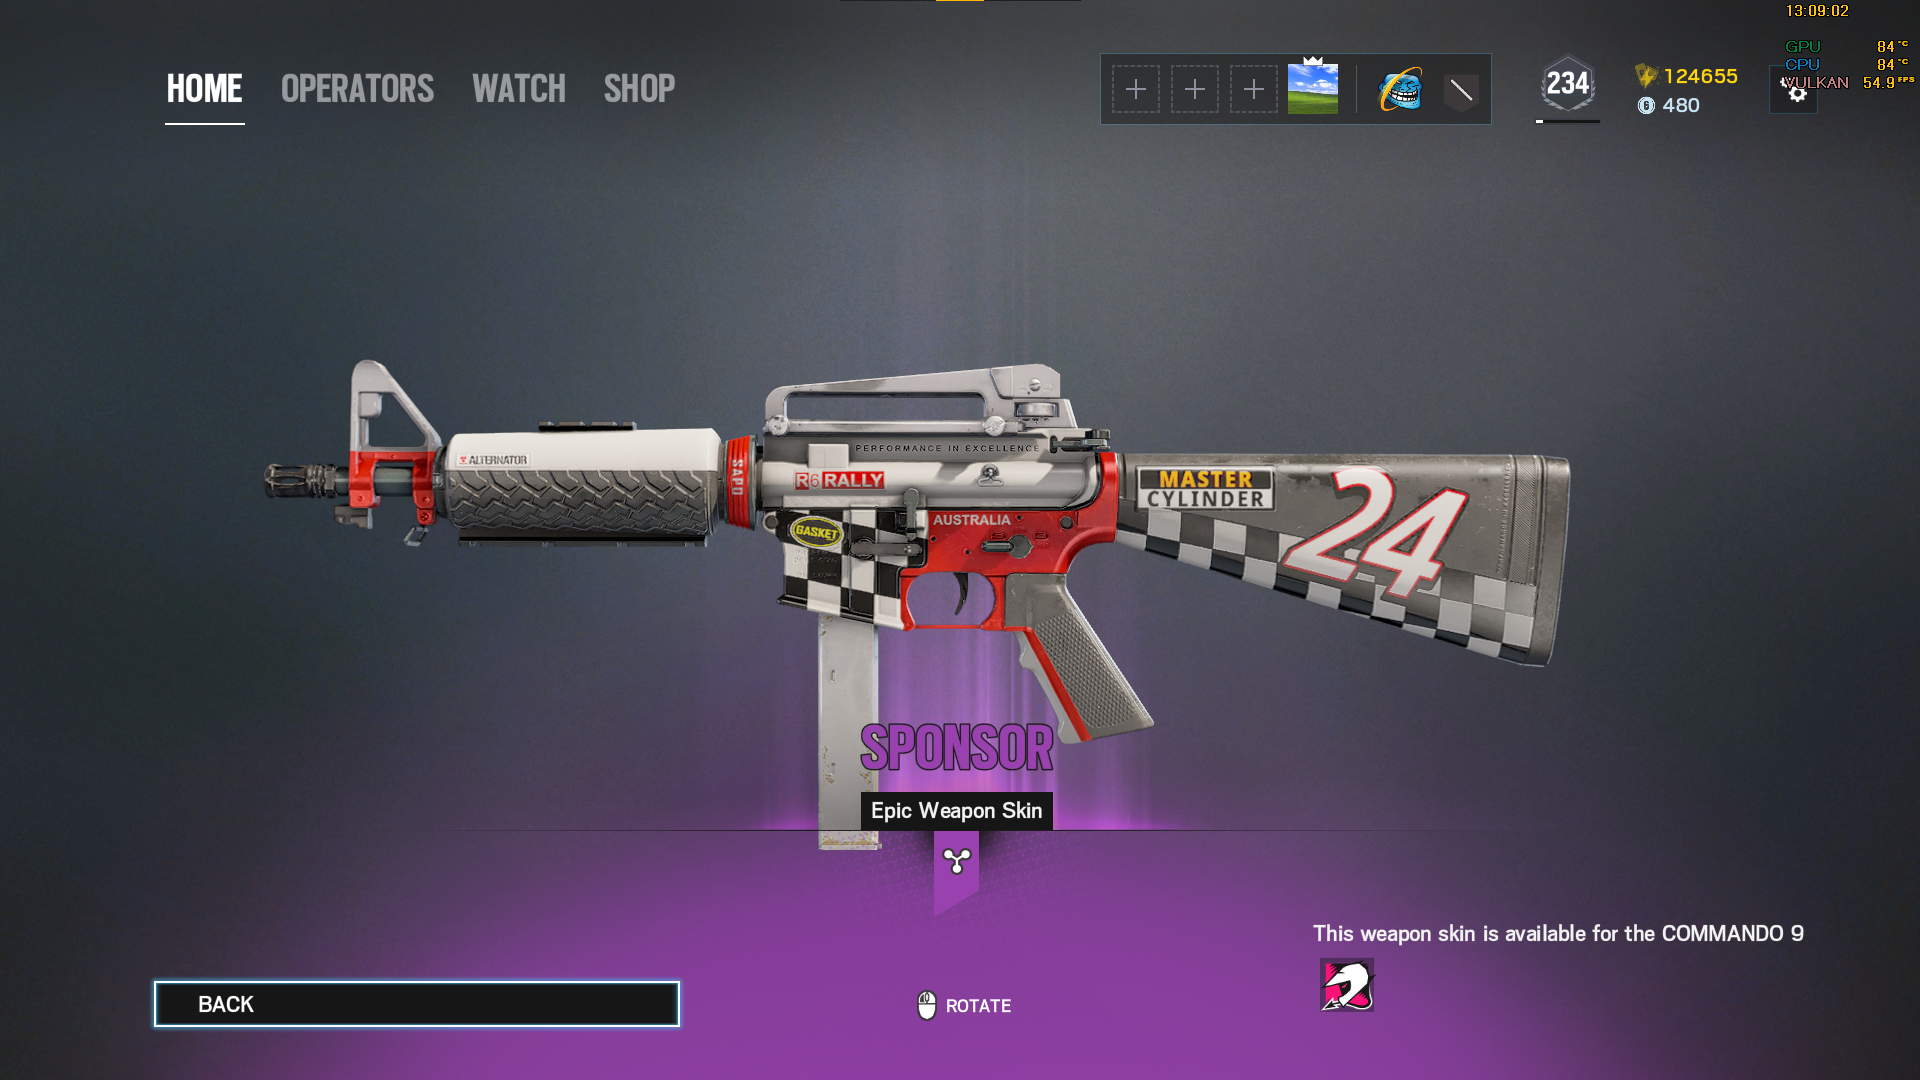 13:09:02
GPU 84 °C
CPU 84 °C
VULKAN 54.9 FPS
HOME OPERATORS WATCH SHOP
234
124655
480
PERFORMANCE IN EXCELLENCE
ALTERNATOR
SAPD
R6 RALLY
MASTER
CYLINDER
24
GASKET
AUSTRALIA
SPONSOR
Epic Weapon Skin
This weapon skin is available for the COMMANDO 9
BACK
ROTATE